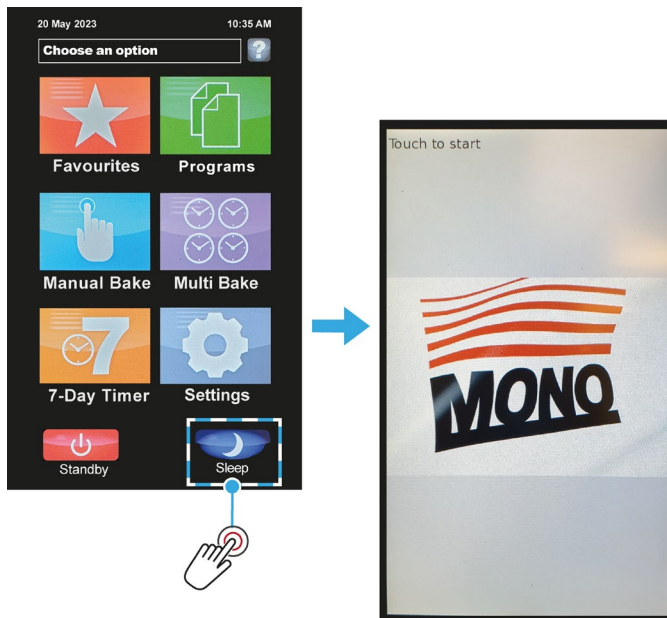 20 May 2023 10:35 AM
Choose an option ?
Favourites Programs
Manual Bake Multi Bake
7
7-Day Timer Settings
Standby Sleep
Touch to start
MONO